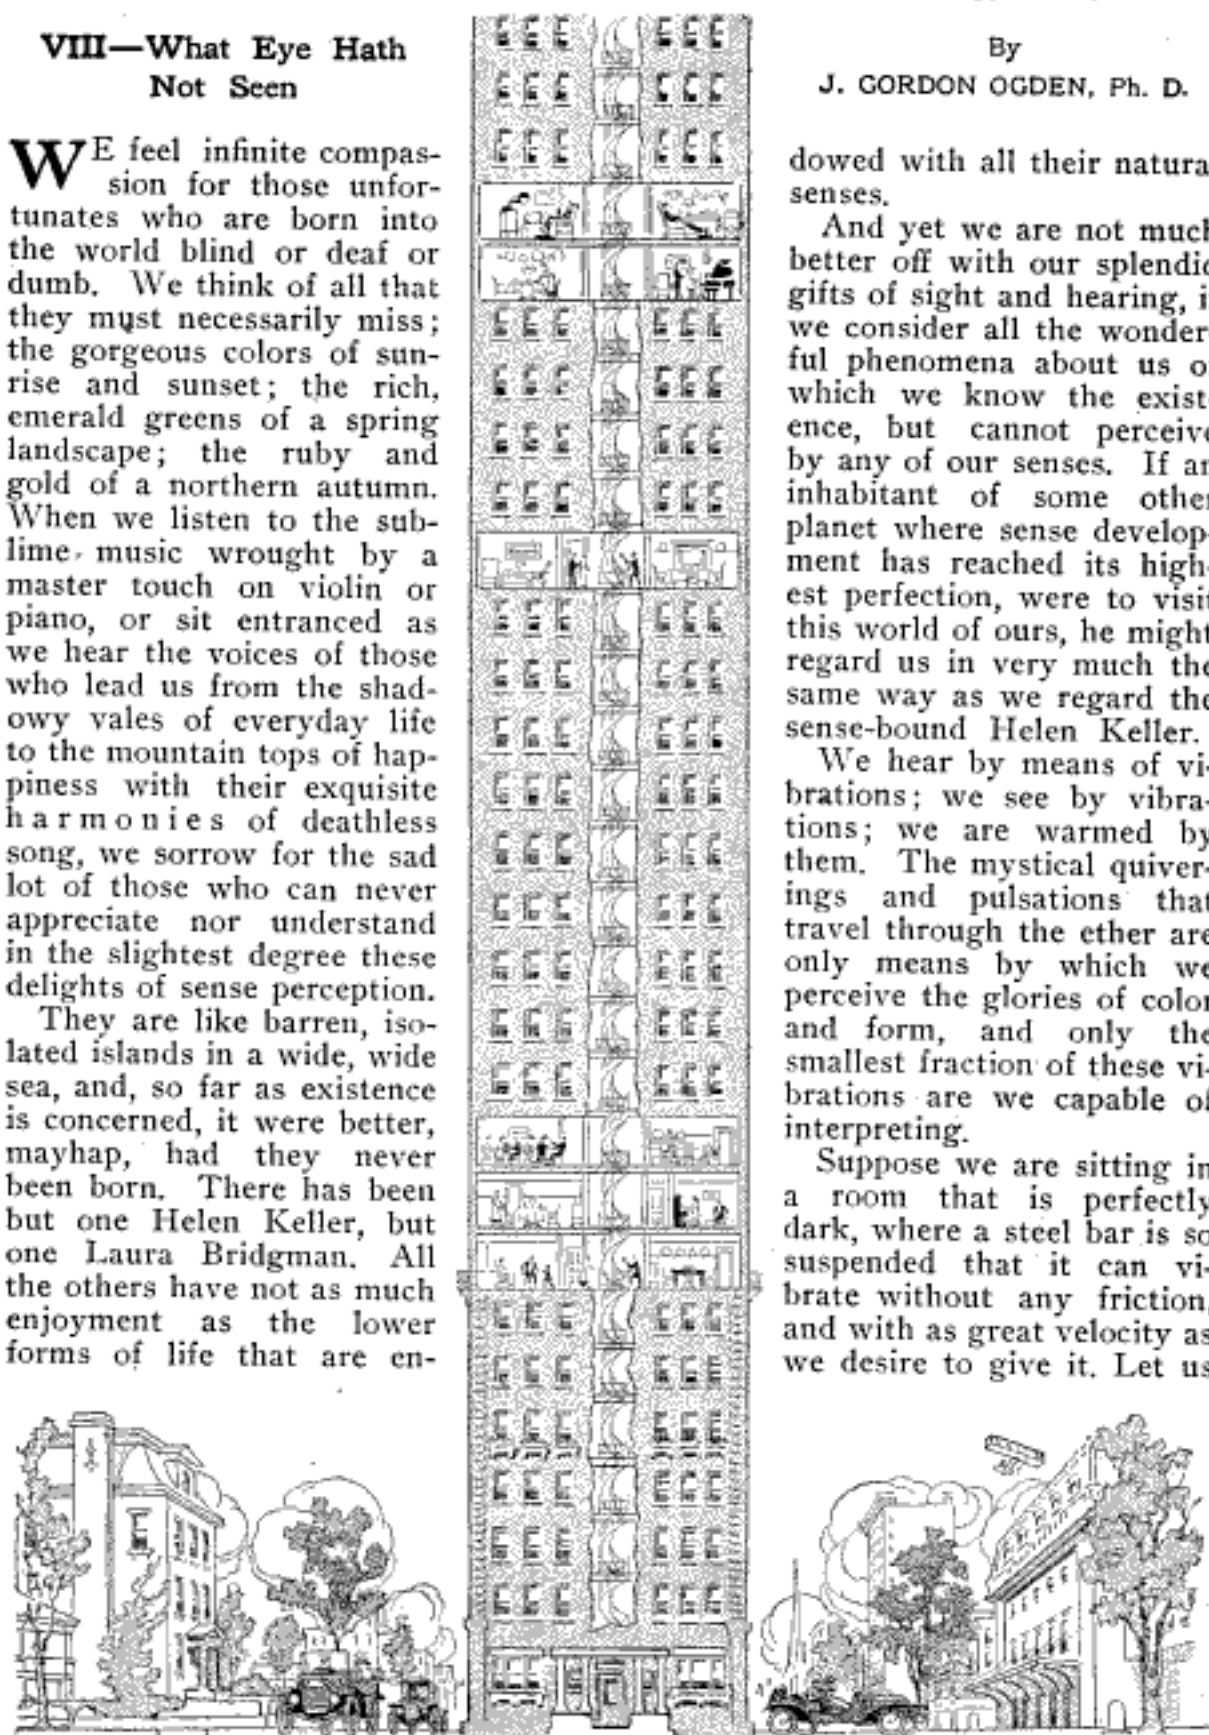 VIII—What Eye Hath
Not Seen
WE feel infinite compas-
sion for those unfor-
tunates who are born into
the world blind or deaf or
dumb. We think of all that
they must necessarily miss;
the gorgeous colors of sun-
rise and sunset; the rich,
emerald greens of a spring
landscape; the ruby and
gold of a northern autumn.
When we listen to the sub-
lime music wrought by a
master touch on violin or
piano, or sit entranced as
we hear the voices of those
who lead us from the shad-
owy vales of everyday life
to the mountain tops of hap-
piness with their exquisite
harmonies of deathless
song, we sorrow for the sad
lot of those who can never
appreciate nor understand
in the slightest degree these
delights of sense perception.
They are like barren, iso-
lated islands in a wide, wide
sea, and, so far as existence
is concerned, it were better,
mayhap, had they never
been born. There has been
but one Helen Keller, but
one Laura Bridgman. All
the others have not as much
enjoyment as the lower
forms of life that are en-
By
J. GORDON OGDEN, Ph. D.
dowed with all their natura
senses.
And yet we are not much
better off with our splendid
gifts of sight and hearing, i
we consider all the wonder
ful phenomena about us of
which we know the exist
ence, but cannot perceive
by any of our senses. If an
inhabitant of some other
planet where sense develop-
ment has reached its high-
est perfection, were to visit
this world of ours, he might
regard us in very much the
same way as we regard the
sense-bound Helen Keller.
We hear by means of vi-
brations; we see by vibra-
tions; we are warmed by
them. The mystical quiver-
ings and pulsations that
travel through the ether are
only means by which we
perceive the glories of color
and form, and only the
smallest fraction of these vi-
brations are we capable of
interpreting.
Suppose we are sitting in
a room that is perfectly
dark, where a steel bar is so
suspended that it can vi-
brate without any friction,
and with as great velocity as
we desire to give it. Let us